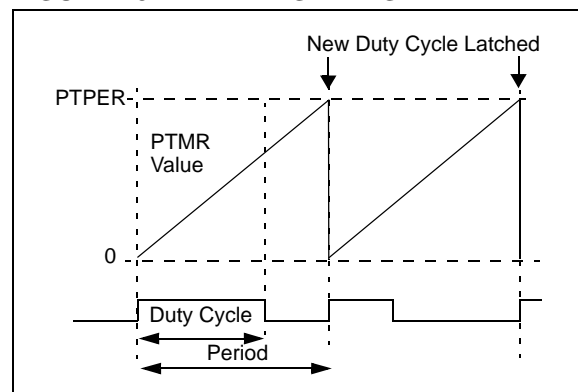 New Duty Cycle Latched
PTPER
PTMR
Value
0
Duty Cycle
Period